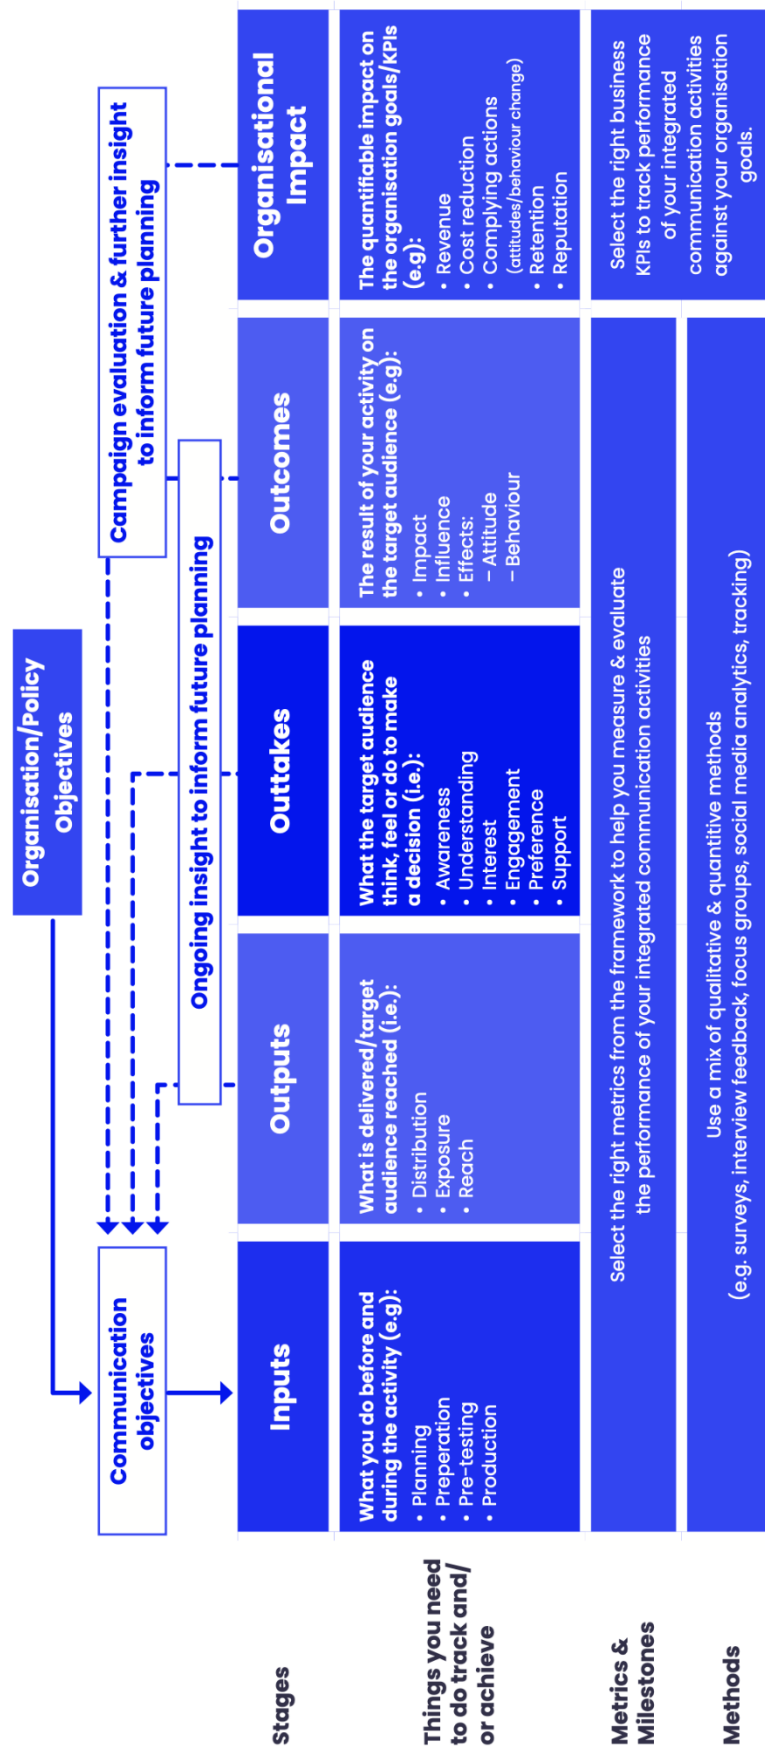 Organisation/Policy
Objectives
Campaign evaluation & further insight
to inform future planning
Communication
objectives
Ongoing insight to inform future planning
Stages
Inputs
Outputs
Outtakes
Outcomes
Organisational
Impact
Things you need
to do track and/
or achieve
What you do before and
during the activity (e.g):
• Planning
• Preperation
• Pre-testing
• Production
What is delivered/target
audience reached (i.e.):
• Distribution
• Exposure
• Reach
What the target audience
think, feel or do to make
a decision (i.e.):
• Awareness
• Understanding
• Interest
• Engagement
• Preference
• Support
The result of your activity on
the target audience (e.g):
• Impact
• Influence
• Effects:
– Attitude
– Behaviour
The quantifiable impact on
the organisation goals/KPIs
(e.g):
• Revenue
• Cost reduction
• Complying actions
(attitudes/behaviour change)
• Retention
• Reputation
Metrics &
Milestones
Select the right metrics from the framework to help you measure & evaluate
the performance of your integrated communication activities
Select the right business
KPIs to track performance
of your integrated
communication activities
against your organisation
goals.
Methods
Use a mix of qualitative & quantitive methods
(e.g. surveys, interview feedback, focus groups, social media analytics, tracking)